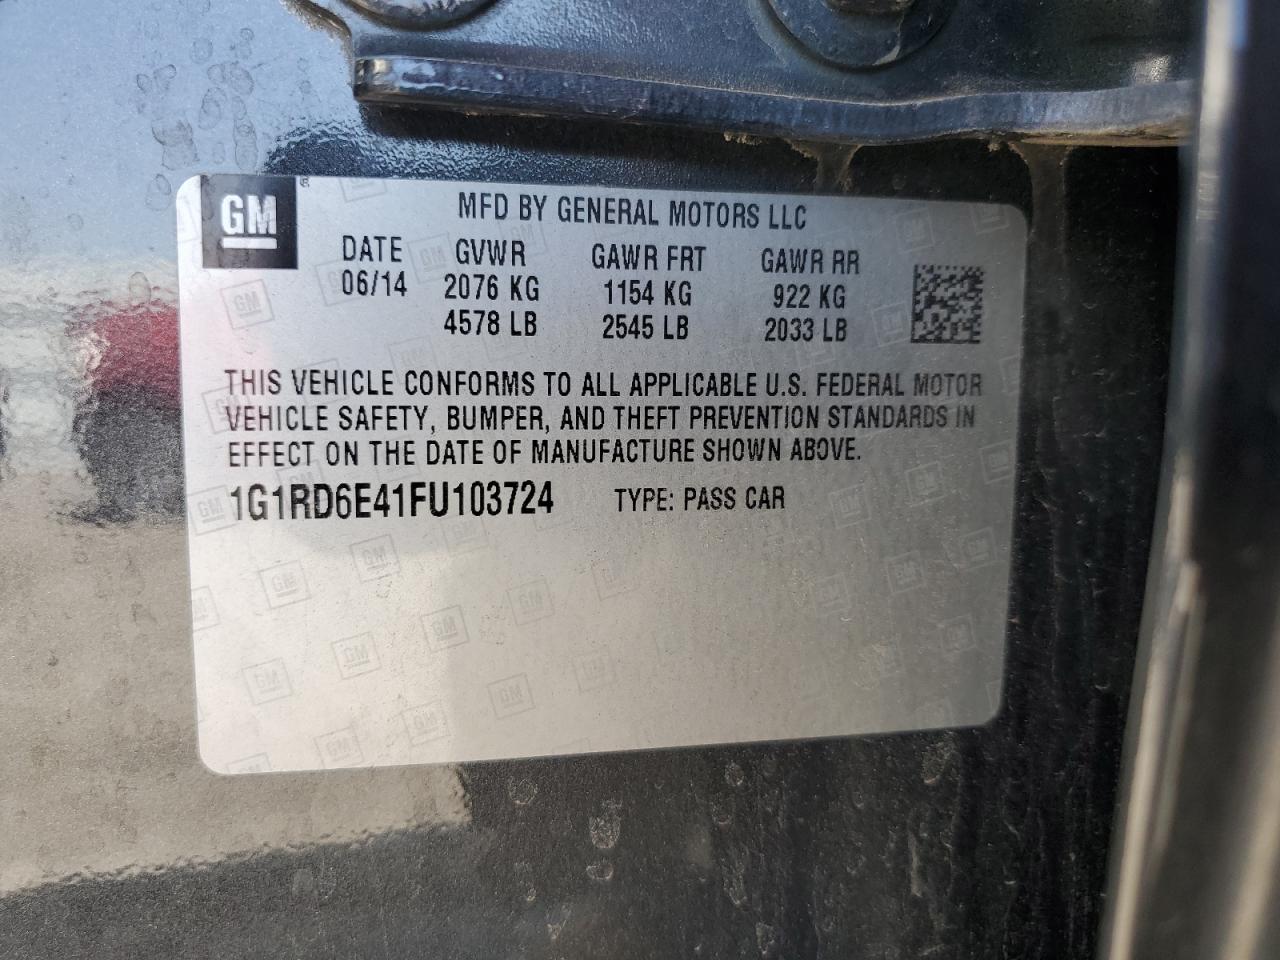 GM
MFD BY GENERAL MOTORS LLC
DATE GVWR GAWR FRT GAWR RR
06/14 2076 KG 1154 KG 922 KG
4578 LB 2545 LB 2033 LB
THIS VEHICLE CONFORMS TO ALL APPLICABLE U.S. FEDERAL MOTOR
VEHICLE SAFETY, BUMPER, AND THEFT PREVENTION STANDARDS IN
EFFECT ON THE DATE OF MANUFACTURE SHOWN ABOVE.
1G1RD6E41FU103724 TYPE: PASS CAR